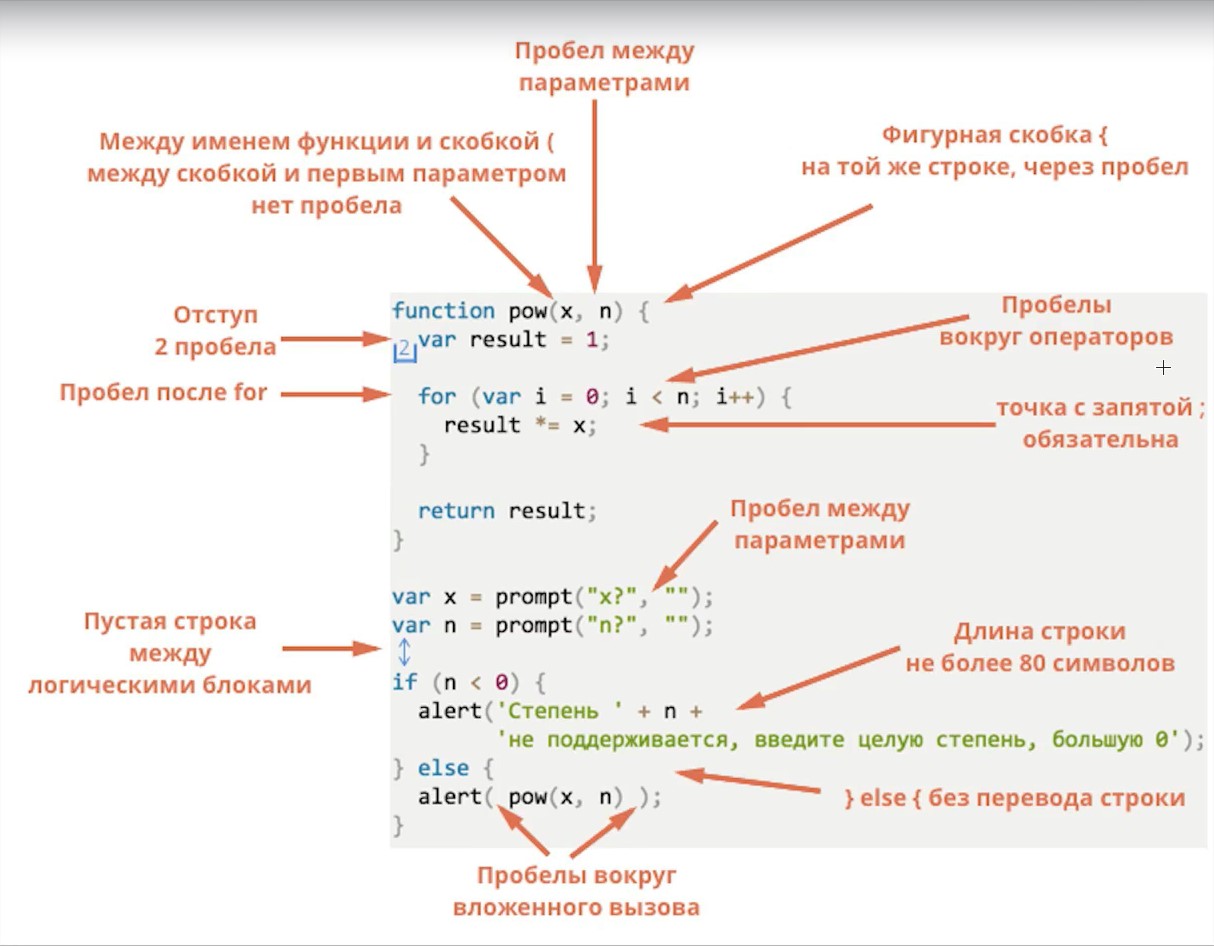 Пробел между
параметрами
Между именем функции и скобкой (
между скобкой и первым параметром
нет пробела
Фигурная скобка {
на той же строке, через пробел
Отступ
2 пробела
Пробел после for
Пустая строка
между
логическими блоками
function pow(x, n) {
2
var result = 1;
for (var i = 0; i < n; i++) {
result *= x;
}
return result;
}
var x = prompt("x?", "");
var n = prompt("n?", "");
if (n < 0) {
alert('Степень ' + n +
'не поддерживается, введите целую степень, большую 0');
} else {
alert( pow(x, n) );
}
Пробелы
вокруг операторов
точка с запятой ;
обязательна
Пробел между
параметрами
Длина строки
не более 80 символов
} else { без перевода строки
Пробелы вокруг
вложенного вызова